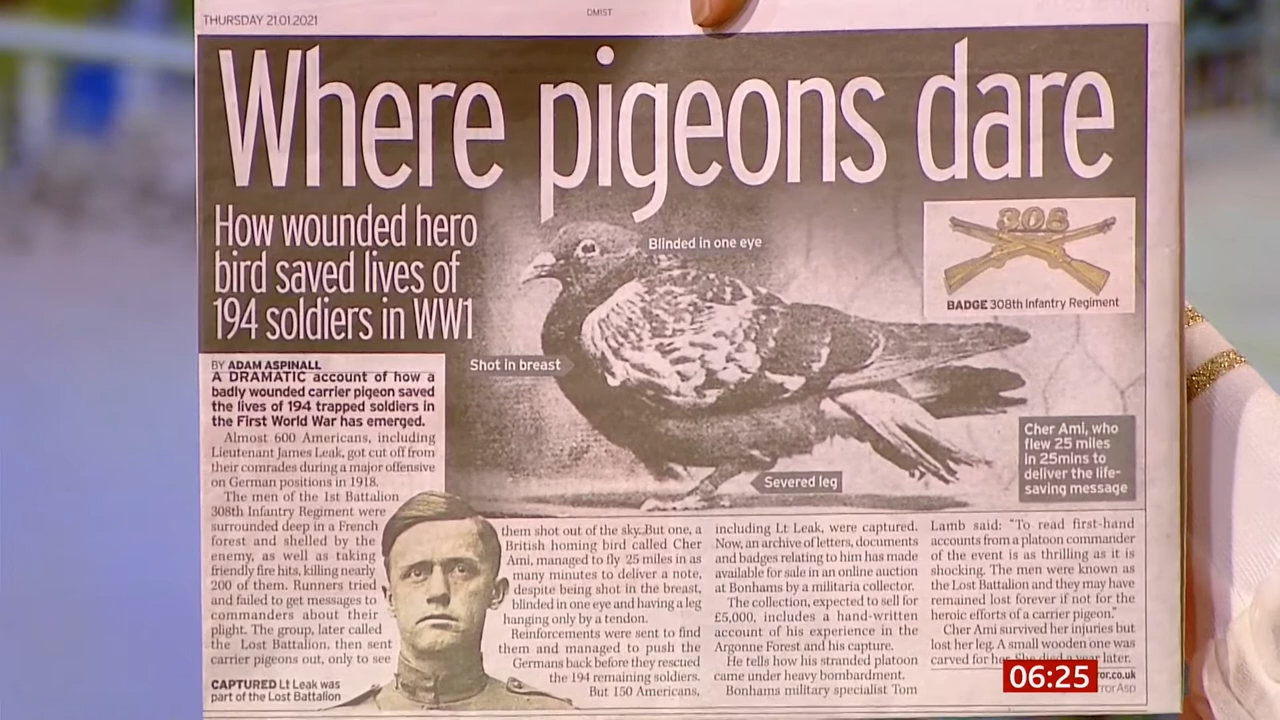 THURSDAY 21.01.2021
DMIST
Where pigeons dare
How wounded hero
bird saved lives of
194 soldiers in WW1
Blinded in one eye
308
BADGE 308th Infantry Regiment
Shot in breast
Severed leg
Cher Ami, who
flew 25 miles
in 25mins to
deliver the life-
saving message
BY ADAM ASPINALL
A DRAMATIC account of how a
badly wounded carrier pigeon saved
the lives of 194 trapped soldiers in
the First World War has emerged.
Almost 600 Americans, including
Lieutenant James Leak, got cut off from
their comrades during a major offensive
on German positions in 1918.
The men of the 1st Battalion
308th Infantry Regiment were
surrounded deep in a French
forest and shelled by the
enemy, as well as taking
friendly fire hits, killing nearly
200 of them. Runners tried
and failed to get messages to
commanders about their
plight. The group, later called
the Lost Battalion, then sent
carrier pigeons out, only to see
CAPTURED Lt Leak was
part of the Lost Battalion
them shot out of the sky. But one, a
British homing bird called Cher
Ami, managed to fly 25 miles in as
many minutes to deliver a note,
despite being shot in the breast,
blinded in one eye and having a leg
hanging only by a tendon.
Reinforcements were sent to find
them and managed to push the
Germans back before they rescued
the 194 remaining soldiers.
But 150 Americans,
including Lt Leak, were captured.
Now, an archive of letters, documents
and badges relating to him has made
available for sale in an online auction
at Bonhams by a militaria collector.
The collection, expected to sell for
£5,000, includes a hand-written
account of his experience in the
Argonne Forest and his capture.
He tells how his stranded platoon
came under heavy bombardment.
Bonhams military specialist Tom
Lamb said: "To read first-hand
accounts from a platoon commander
of the event is as thrilling as it is
shocking. The men were known as
the Lost Battalion and they may have
remained lost forever if not for the
heroic efforts of a carrier pigeon."
Cher Ami survived her injuries but
lost her leg. A small wooden one was
carved for her. She died a year later.
ror.co.uk
rrorAsp
06:25